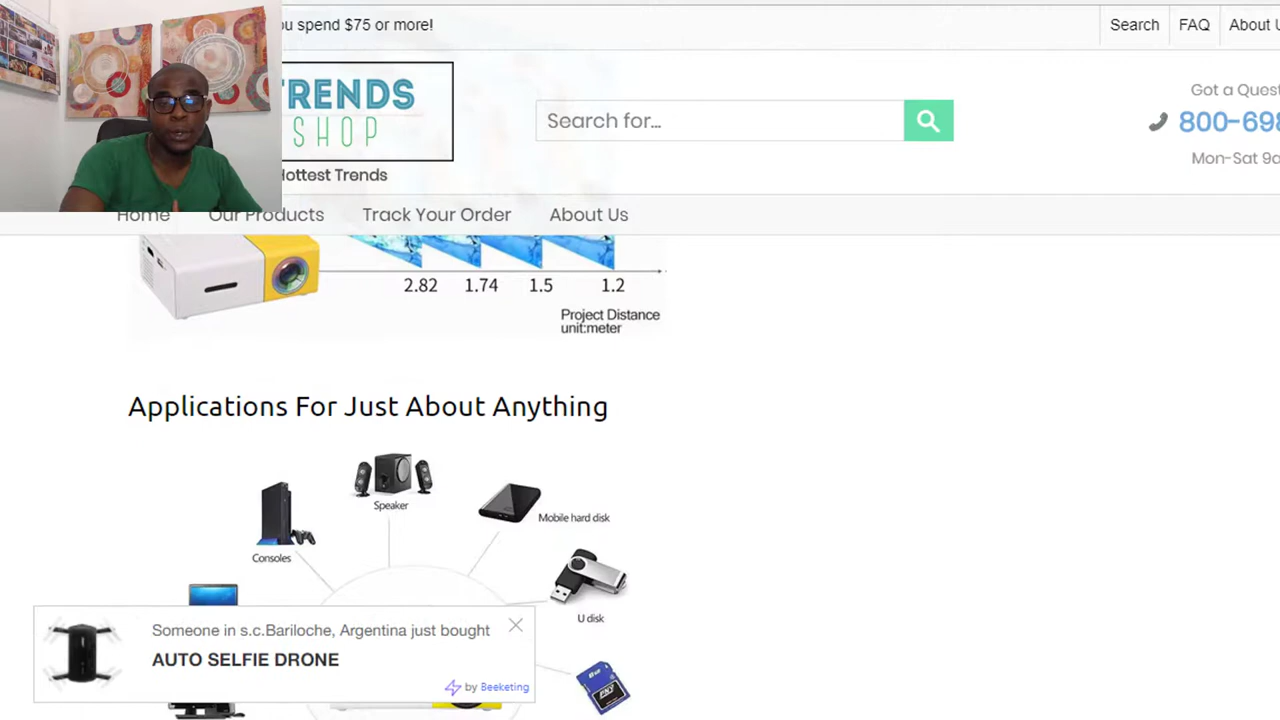 ou spend $75 or more!
Search
FAQ
About U
TRENDS
SHOP
Hottest Trends
Search for...
Got a Quest
800-698
Mon-Sat 9a
Home
Our Products
Track Your Order
About Us
2.82 1.74 1.5 1.2
Project Distance
unit:meter
Applications For Just About Anything
Speaker
Mobile hard disk
Consoles
U disk
Someone in s.c.Bariloche, Argentina just bought
AUTO SELFIE DRONE
by Beeketing
PNY